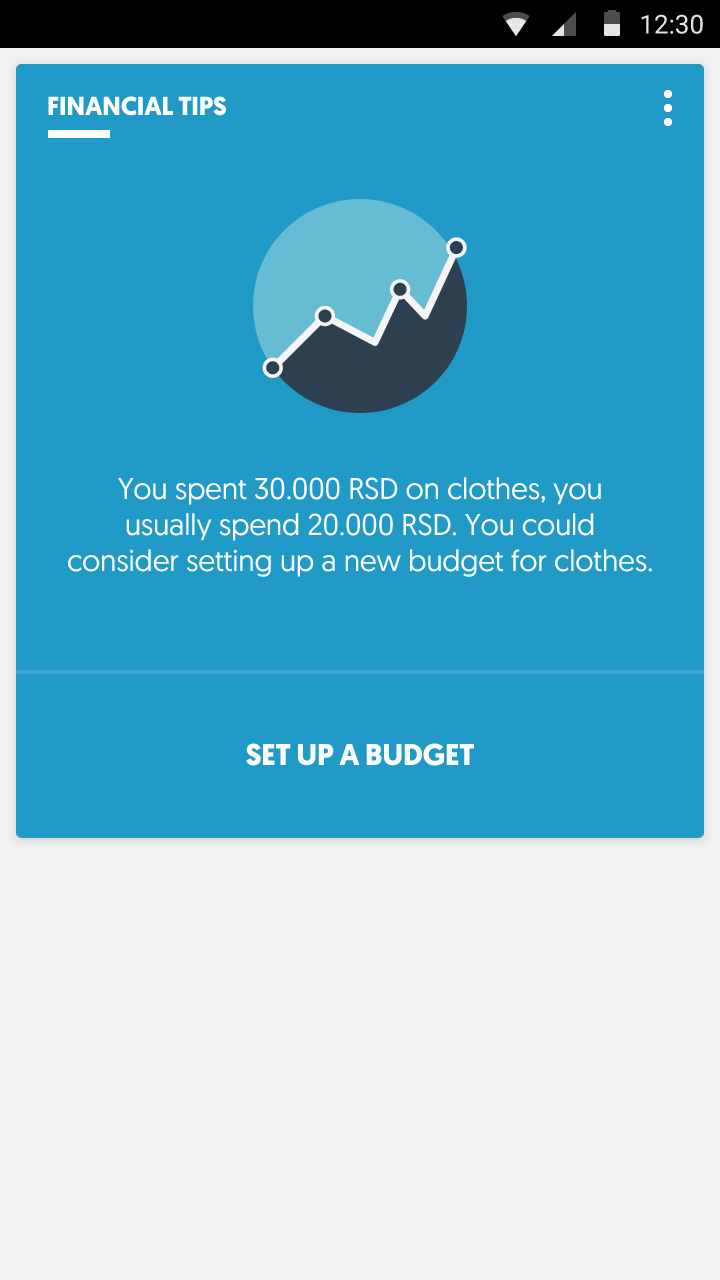 12:30
FINANCIAL TIPS
You spent 30.000 RSD on clothes, you
usually spend 20.000 RSD. You could
consider setting up a new budget for clothes.
SET UP A BUDGET